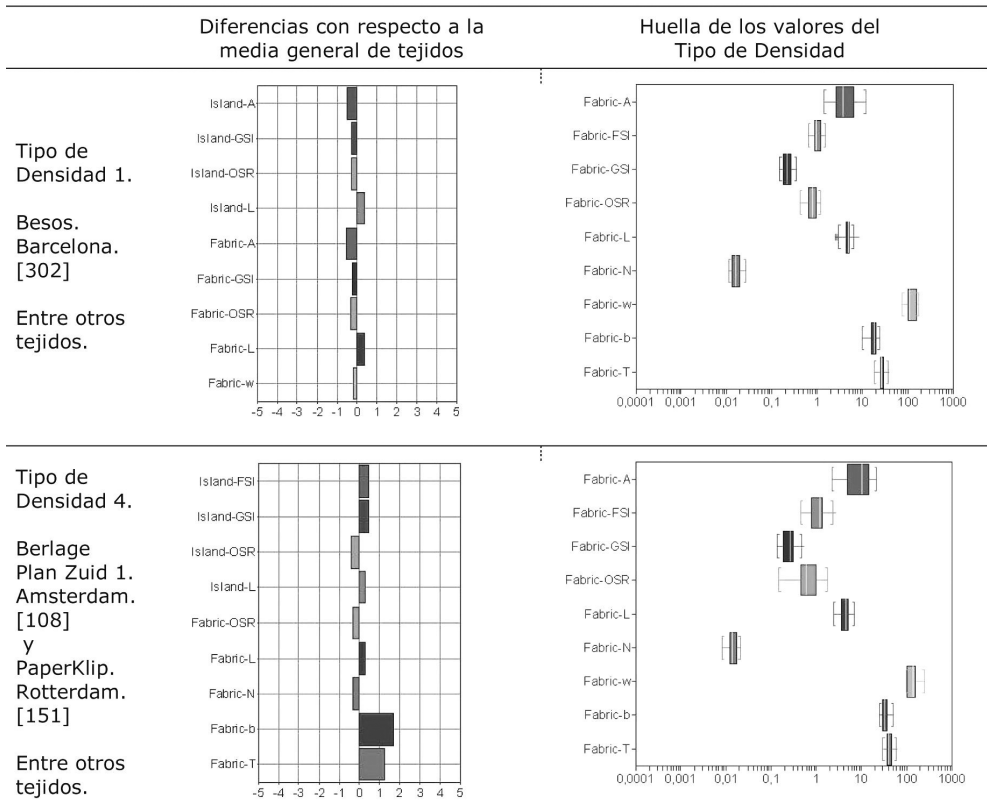 Diferencias con respecto a la
media general de tejidos
Huella de los valores del
Tipo de Densidad
Tipo de
Densidad 1.
Besos.
Barcelona.
[302]
Entre otros
tejidos.
Island-A
Island-GSI
Island-OSR
Island-L
Fabric-A
Fabric-GSI
Fabric-OSR
Fabric-L
Fabric-w
-5 -4 -3 -2 -1 0 1 2 3 4 5
Fabric-A
Fabric-FSI
Fabric-GSI
Fabric-OSR
Fabric-L
Fabric-N
Fabric-w
Fabric-b
Fabric-T
0,0001 0,001 0,01 0,1 1 10 100 1000
Tipo de
Densidad 4.
Berlage
Plan Zuid 1.
Amsterdam.
[108]
y
PaperKlip.
Rotterdam.
[151]
Entre otros
tejidos.
Island-FSI
Island-GSI
Island-OSR
Island-L
Fabric-OSR
Fabric-L
Fabric-N
Fabric-b
Fabric-T
-5 -4 -3 -2 -1 0 1 2 3 4 5
Fabric-A
Fabric-FSI
Fabric-GSI
Fabric-OSR
Fabric-L
Fabric-N
Fabric-w
Fabric-b
Fabric-T
0,0001 0,001 0,01 0,1 1 10 100 1000